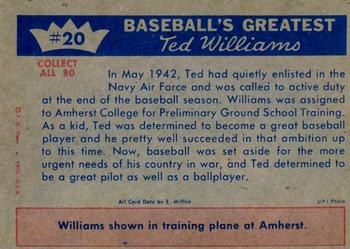 #20
BASEBALL'S GREATEST
Ted Williams
COLLECT
ALL 80
In May 1942, Ted had quietly enlisted in the
Navy Air Force and was called to active duty
at the end of the baseball season. Williams was assigned
to Amherst College for Preliminary Ground School Training.
As a kid, Ted was determined to become a great baseball
player and he pretty well succeeded in that ambition
up to this time. Now, baseball was set aside for the more
urgent needs of his country in war, and Ted determined to
be a great pilot as well as a ballplayer.
All Card Data by E. Mifflin
UPI Photo
Williams shown in training plane at Amherst.